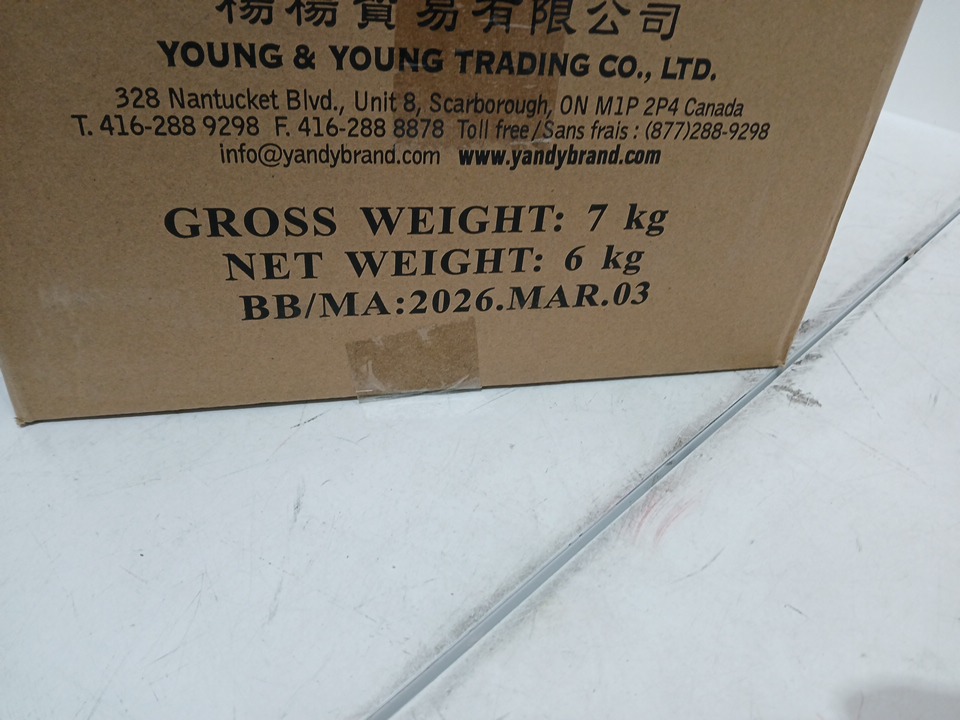 楊楊貿易有限公司
YOUNG & YOUNG TRADING CO., LTD.
328 Nantucket Blvd., Unit 8, Scarborough, ON M1P 2P4 Canada
T. 416-288 9298 F. 416-288 8878 Toll free/Sans frais : (877)288-9298
info@yandybrand.com www.yandybrand.com
GROSS WEIGHT: 7 kg
NET WEIGHT: 6 kg
BB/MA:2026.MAR.03